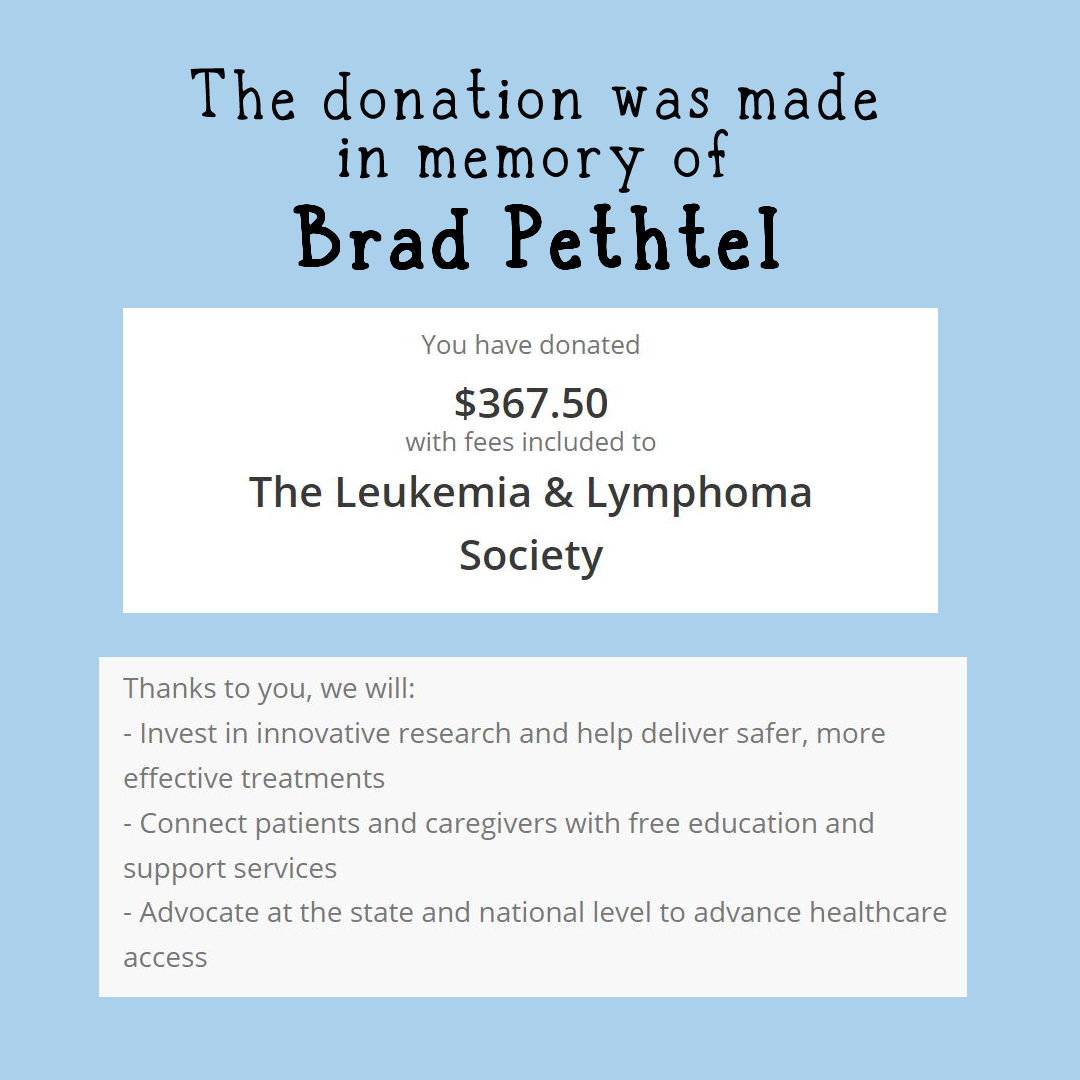 The donation was made
in memory of
Brad Pethtel
You have donated
$367.50
with fees included to
The Leukemia & Lymphoma
Society
Thanks to you, we will:
- Invest in innovative research and help deliver safer, more
effective treatments
- Connect patients and caregivers with free education and
support services
- Advocate at the state and national level to advance healthcare
access